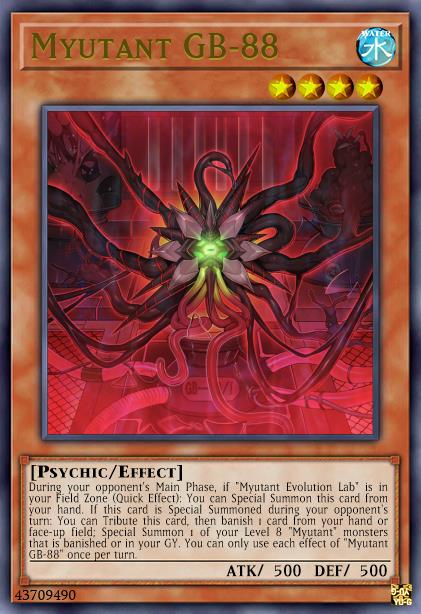 Myutant GB-88
WATER
水
[Psychic/Effect]
During your opponent's Main Phase, if "Myutant Evolution Lab" is in
your Field Zone (Quick Effect): You can Special Summon this card from
your hand. If this card is Special Summoned during your opponent's
turn: You can Tribute this card, then banish 1 card from your hand or
face-up field; Special Summon 1 of your Level 8 "Myutant" monsters
that is banished or in your GY. You can only use each effect of "Myutant
GB-88" once per turn.
ATK/ 500 DEF/ 500
43709490